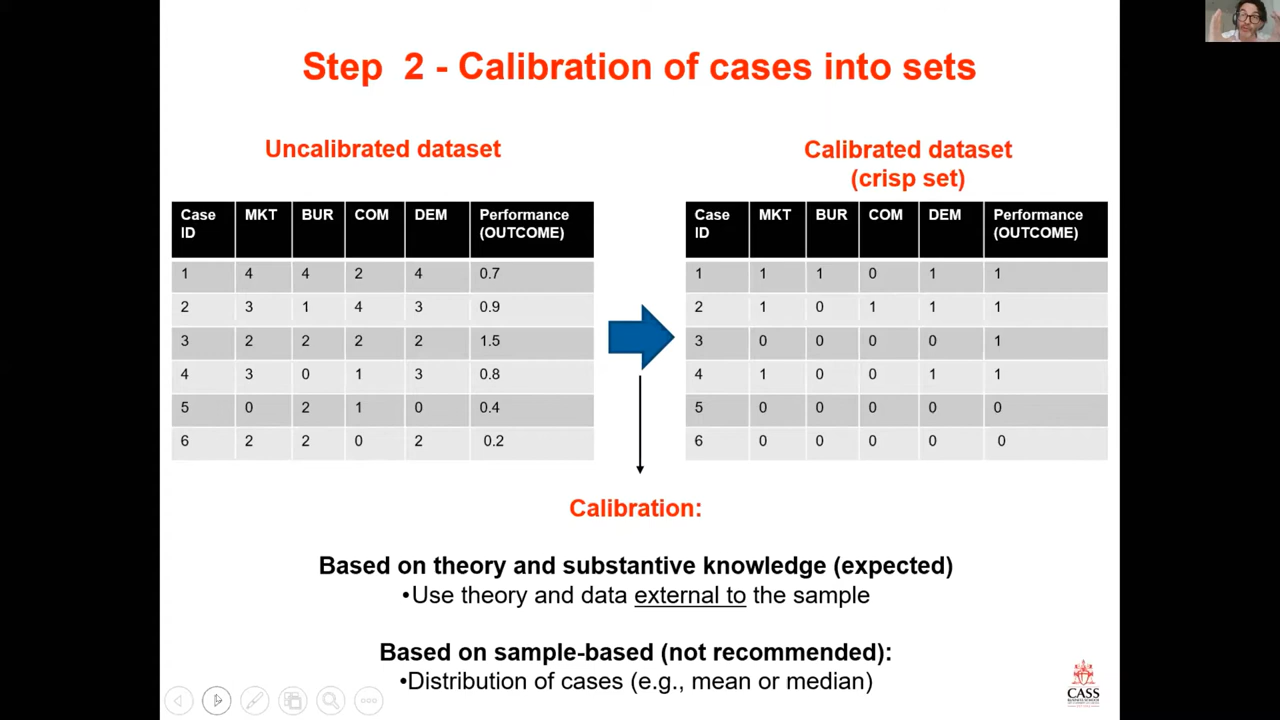 Step 2 - Calibration of cases into sets
Uncalibrated dataset
Case ID MKT BUR COM DEM Performance (OUTCOME)
1 4 4 2 4 0.7
2 3 1 4 3 0.9
3 2 2 2 2 1.5
4 3 0 1 3 0.8
5 0 2 1 0 0.4
6 2 2 0 2 0.2
Calibrated dataset
(crisp set)
Case ID MKT BUR COM DEM Performance (OUTCOME)
1 1 1 0 1 1
2 1 0 1 1 1
3 0 0 0 0 1
4 1 0 0 1 1
5 0 0 0 0 0
6 0 0 0 0 0
Calibration:
Based on theory and substantive knowledge (expected)
•Use theory and data external to the sample
Based on sample-based (not recommended):
•Distribution of cases (e.g., mean or median)
CASS